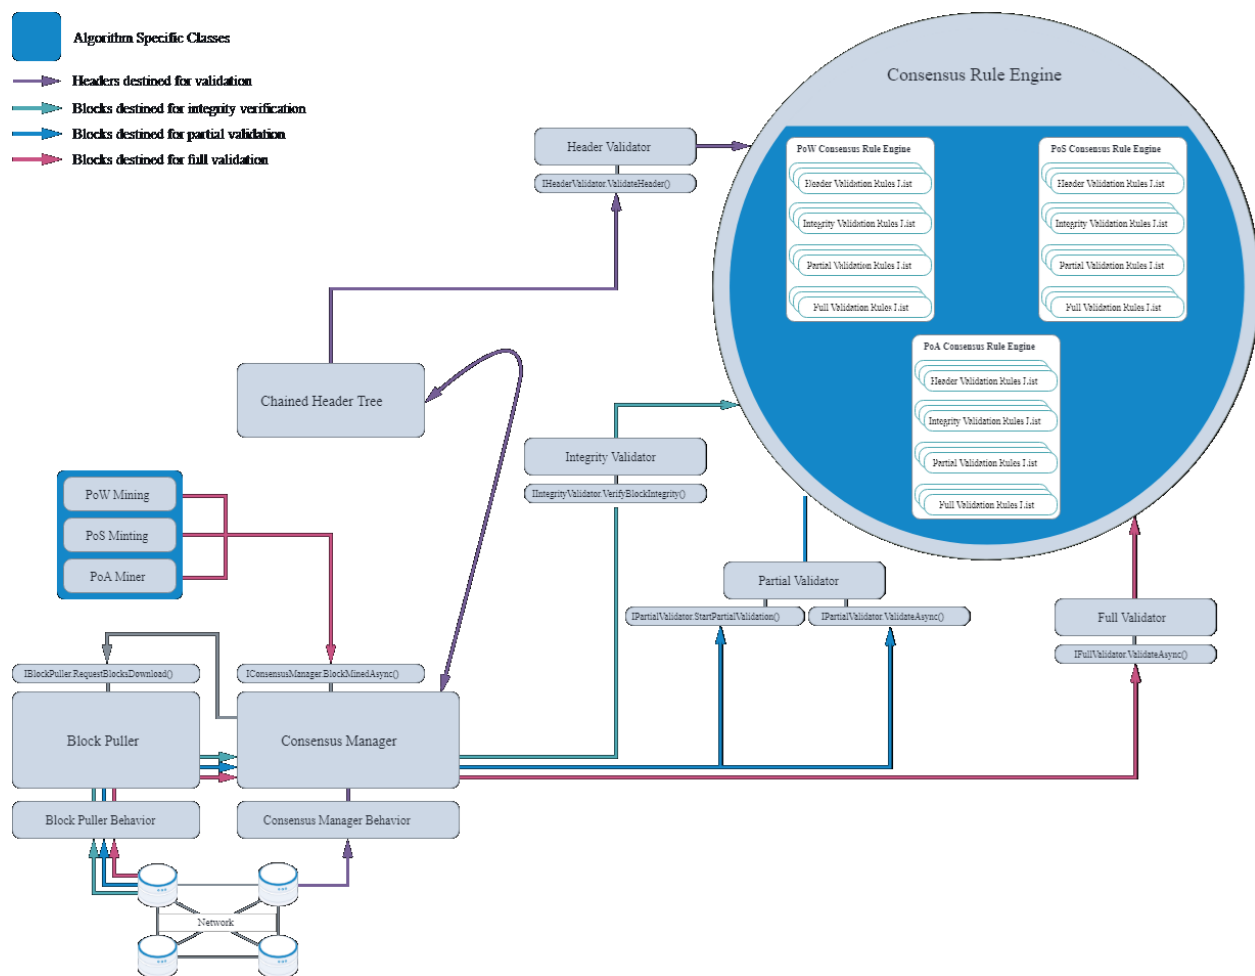 Algorithm Specific Classes
Headers destined for validation
Blocks destined for integrity verification
Blocks destined for partial validation
Blocks destined for full validation
Consensus Rule Engine
Header Validator
IHeaderValidator.ValidateHeader()
PoW Consensus Rule Engine
Header Validation Rules List
Integrity Validation Rules List
Partial Validation Rules List
Full Validation Rules List
PoS Consensus Rule Engine
Header Validation Rules List
Integrity Validation Rules List
Partial Validation Rules List
Full Validation Rules List
PoA Consensus Rule Engine
Header Validation Rules List
Integrity Validation Rules List
Partial Validation Rules List
Full Validation Rules List
Chained Header Tree
Integrity Validator
IIntegrityValidator.VerifyBlockIntegrity()
PoW Mining
PoS Minting
PoA Miner
Partial Validator
IPartialValidator.StartPartialValidation()
IPartialValidator.ValidateAsync()
Full Validator
IFullValidator.ValidateAsync()
IBlockPuller.RequestBlocksDownload()
IConsensusManager.BlockMinedAsync()
Block Puller
Consensus Manager
Block Puller Behavior
Consensus Manager Behavior
Network